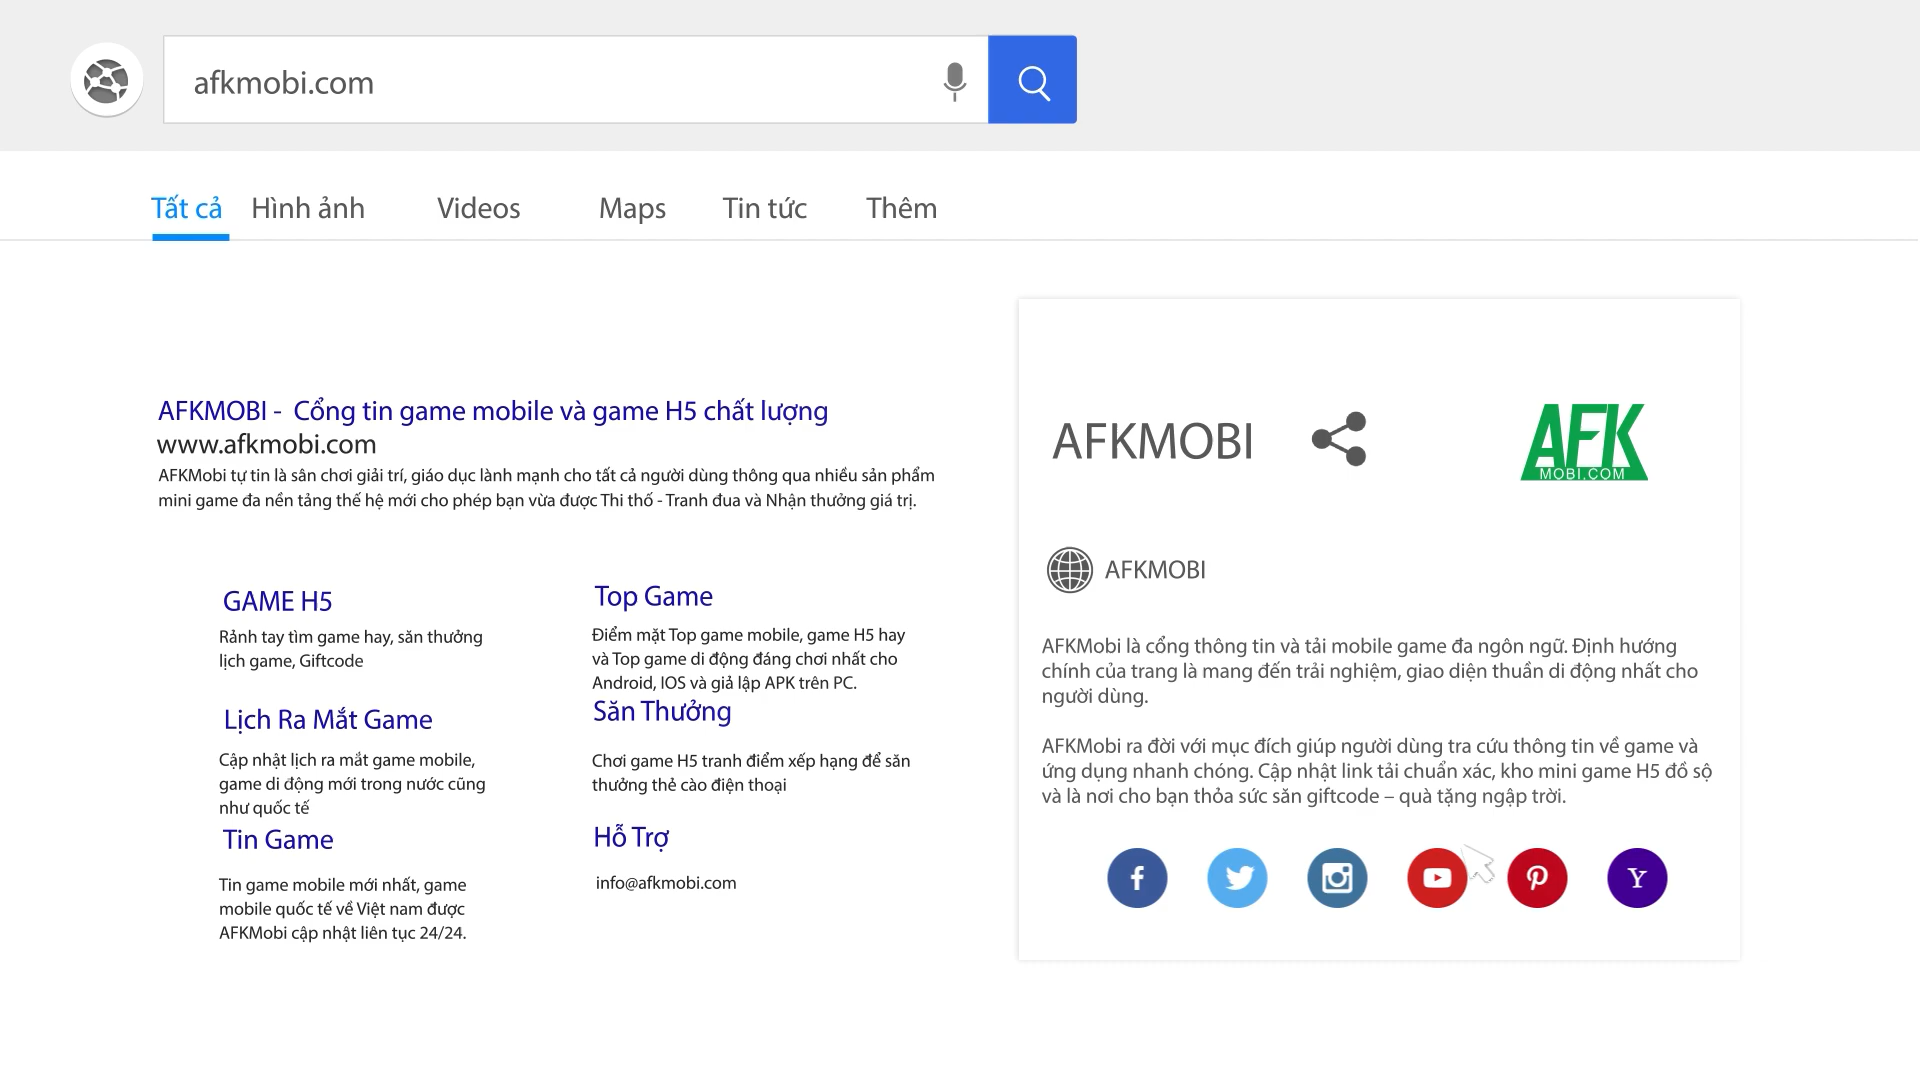 afkmobi.com
Tất cả
Hình ảnh
Videos
Maps
Tin tức
Thêm
AFKMOBI - Cổng tin game mobile và game H5 chất lượng
www.afkmobi.com
AFKMobi tự tin là sân chơi giải trí, giáo dục lành mạnh cho tất cả người dùng thông qua nhiều sản phẩm
mini game đa nền tảng thế hệ mới cho phép bạn vừa được Thi thố - Tranh đua và Nhận thưởng giá trị.
GAME H5
Rảnh tay tìm game hay, săn thưởng
lịch game, Giftcode
Lịch Ra Mắt Game
Cập nhật lịch ra mắt game mobile,
game di động mới trong nước cũng
như quốc tế
Tin Game
Tin game mobile mới nhất, game
mobile quốc tế về Việt nam được
AFKMobi cập nhật liên tục 24/24.
Top Game
Điểm mặt Top game mobile, game H5 hay
và Top game di động đáng chơi nhất cho
Android, IOS và giả lập APK trên PC.
Săn Thưởng
Chơi game H5 tranh điểm xếp hạng để săn
thưởng thẻ cào điện thoại
Hỗ Trợ
info@afkmobi.com
AFKMOBI
AFK
MOBI.COM
AFKMOBI
AFKMobi là cổng thông tin và tải mobile game đa ngôn ngữ. Định hướng
chính của trang là mang đến trải nghiệm, giao diện thuần di động nhất cho
người dùng.
AFKMobi ra đời với mục đích giúp người dùng tra cứu thông tin về game và
ứng dụng nhanh chóng. Cập nhật link tải chuẩn xác, kho mini game H5 đồ sộ
và là nơi cho bạn thỏa sức săn giftcode – quà tặng ngập trời.